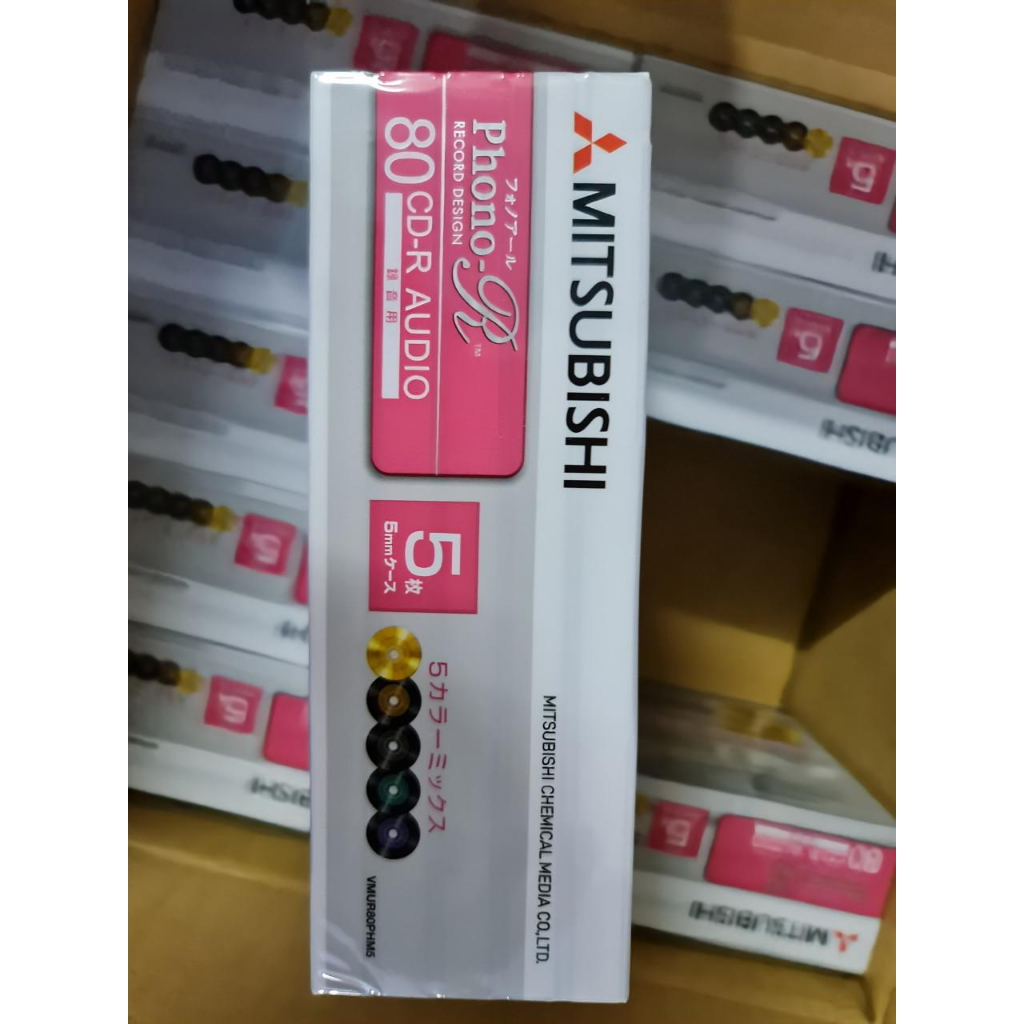 MITSUBISHI
フォノアール
Phono-R™
RECORD DESIGN
80 CD-R AUDIO
録音用
5枚
5mmケース
5カラーミックス
MITSUBISHI CHEMICAL MEDIA CO.,LTD.
VMUR80PHM5
MITSUBISHI